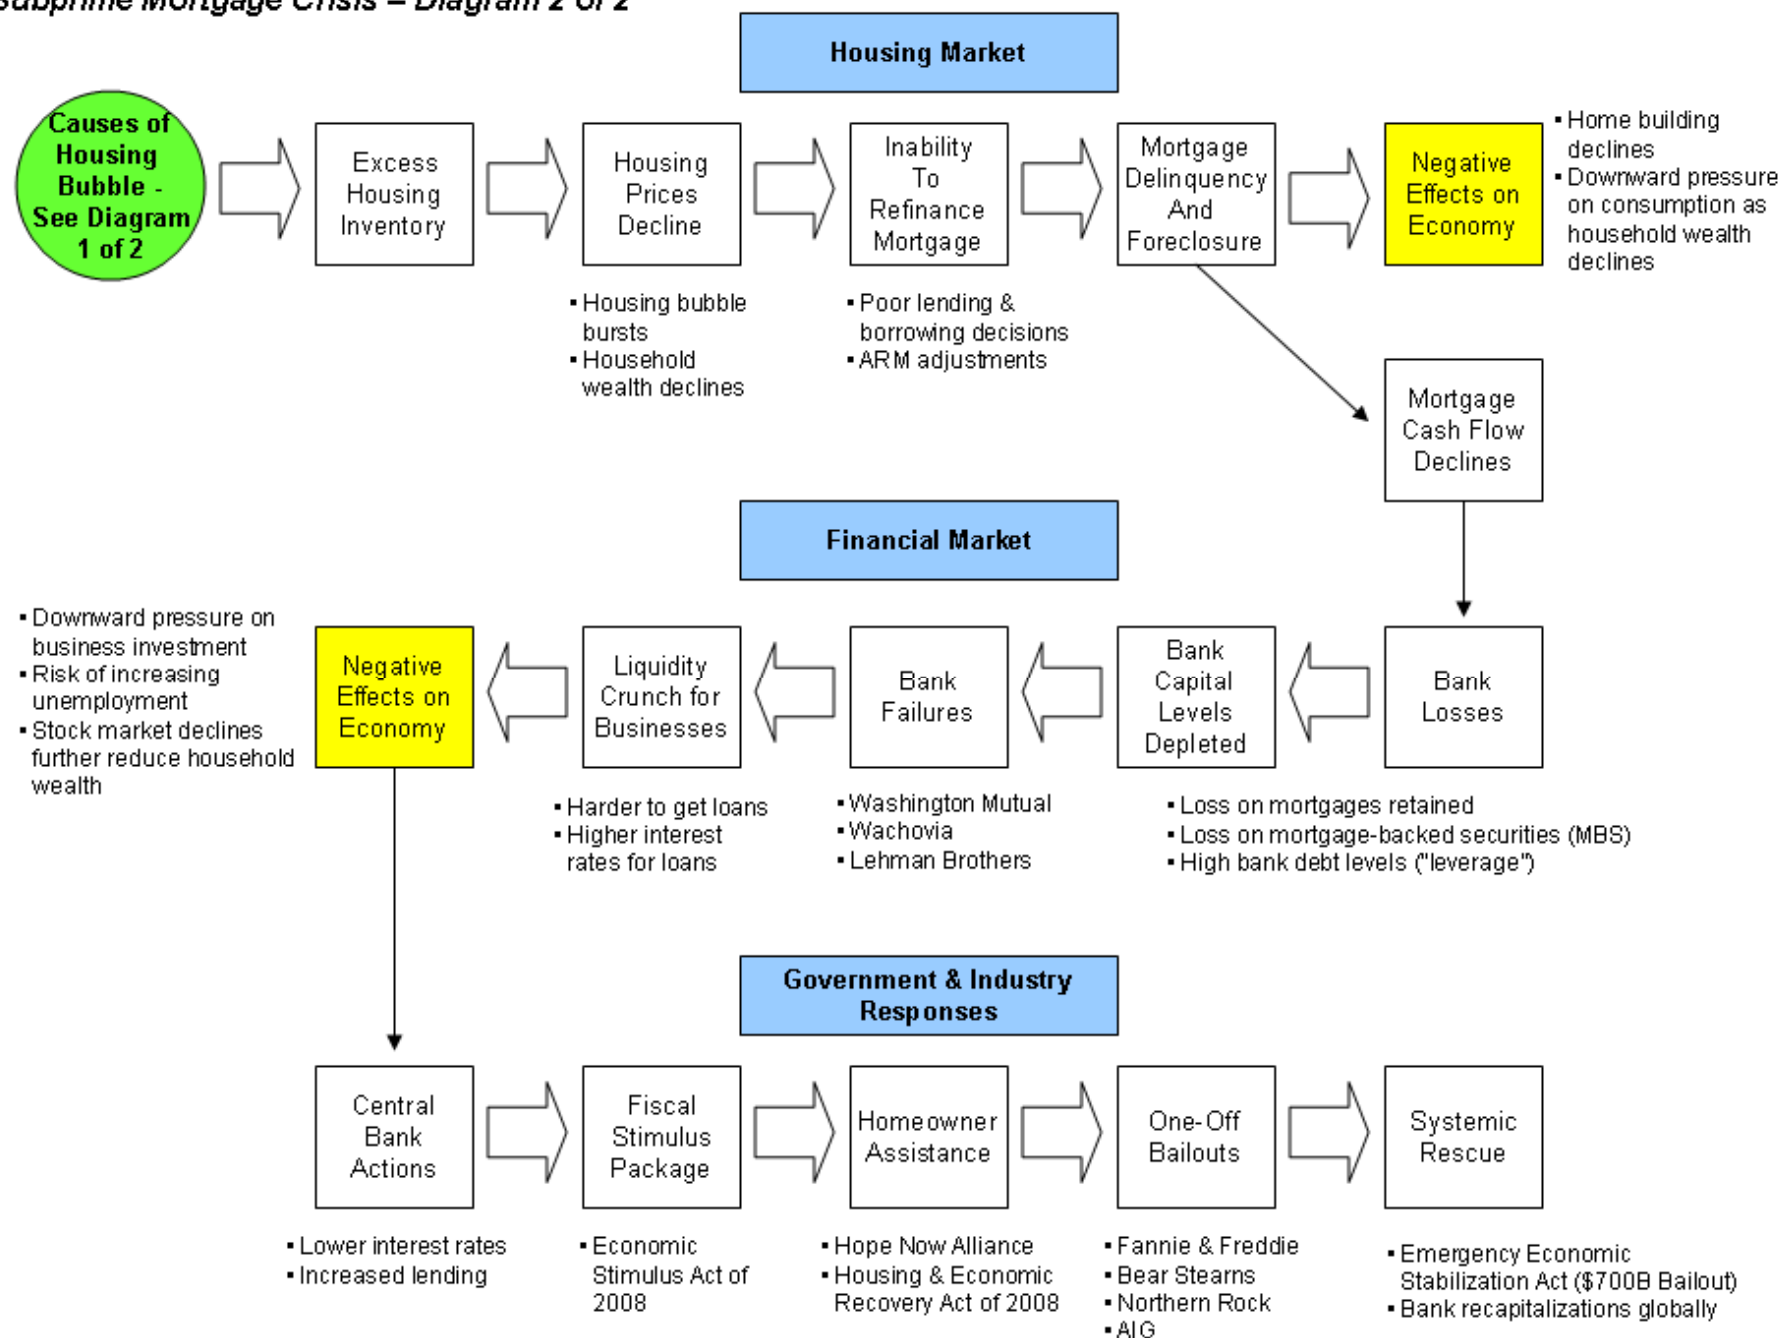 Subprime Mortgage Crisis – Diagram 2 of 2
Housing Market
Causes of
Housing
Bubble -
See Diagram
1 of 2
Excess
Housing
Inventory
Housing
Prices
Decline
Inability
To
Refinance
Mortgage
Mortgage
Delinquency
And
Foreclosure
Negative
Effects on
Economy
▪ Home building
declines
▪ Downward pressure
on consumption as
household wealth
declines
▪ Housing bubble
bursts
▪ Household
wealth declines
▪ Poor lending &
borrowing decisions
▪ ARM adjustments
Mortgage
Cash Flow
Declines
Financial Market
▪ Downward pressure on
business investment
▪ Risk of increasing
unemployment
▪ Stock market declines
further reduce household
wealth
Negative
Effects on
Economy
Liquidity
Crunch for
Businesses
Bank
Failures
Bank
Capital
Levels
Depleted
Bank
Losses
▪ Harder to get loans
▪ Higher interest
rates for loans
▪ Washington Mutual
▪ Wachovia
▪ Lehman Brothers
▪ Loss on mortgages retained
▪ Loss on mortgage-backed securities (MBS)
▪ High bank debt levels ("leverage")
Government & Industry
Responses
Central
Bank
Actions
Fiscal
Stimulus
Package
Homeowner
Assistance
One-Off
Bailouts
Systemic
Rescue
▪ Lower interest rates
▪ Increased lending
▪ Economic
Stimulus Act of
2008
▪ Hope Now Alliance
▪ Housing & Economic
Recovery Act of 2008
▪ Fannie & Freddie
▪ Bear Stearns
▪ Northern Rock
▪ AIG
▪ Emergency Economic
Stabilization Act ($700B Bailout)
▪ Bank recapitalizations globally